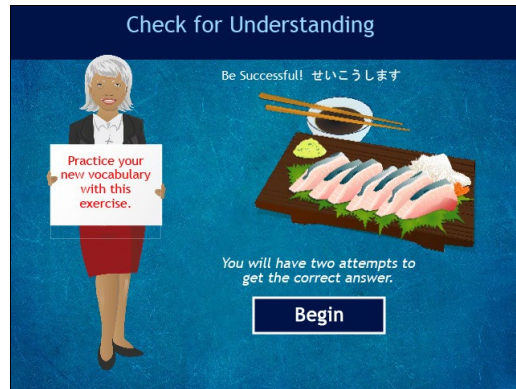 Check for Understanding
Be Successful! せいこうします
Practice your
new vocabulary
with this
exercise.
You will have two attempts to
get the correct answer.
Begin